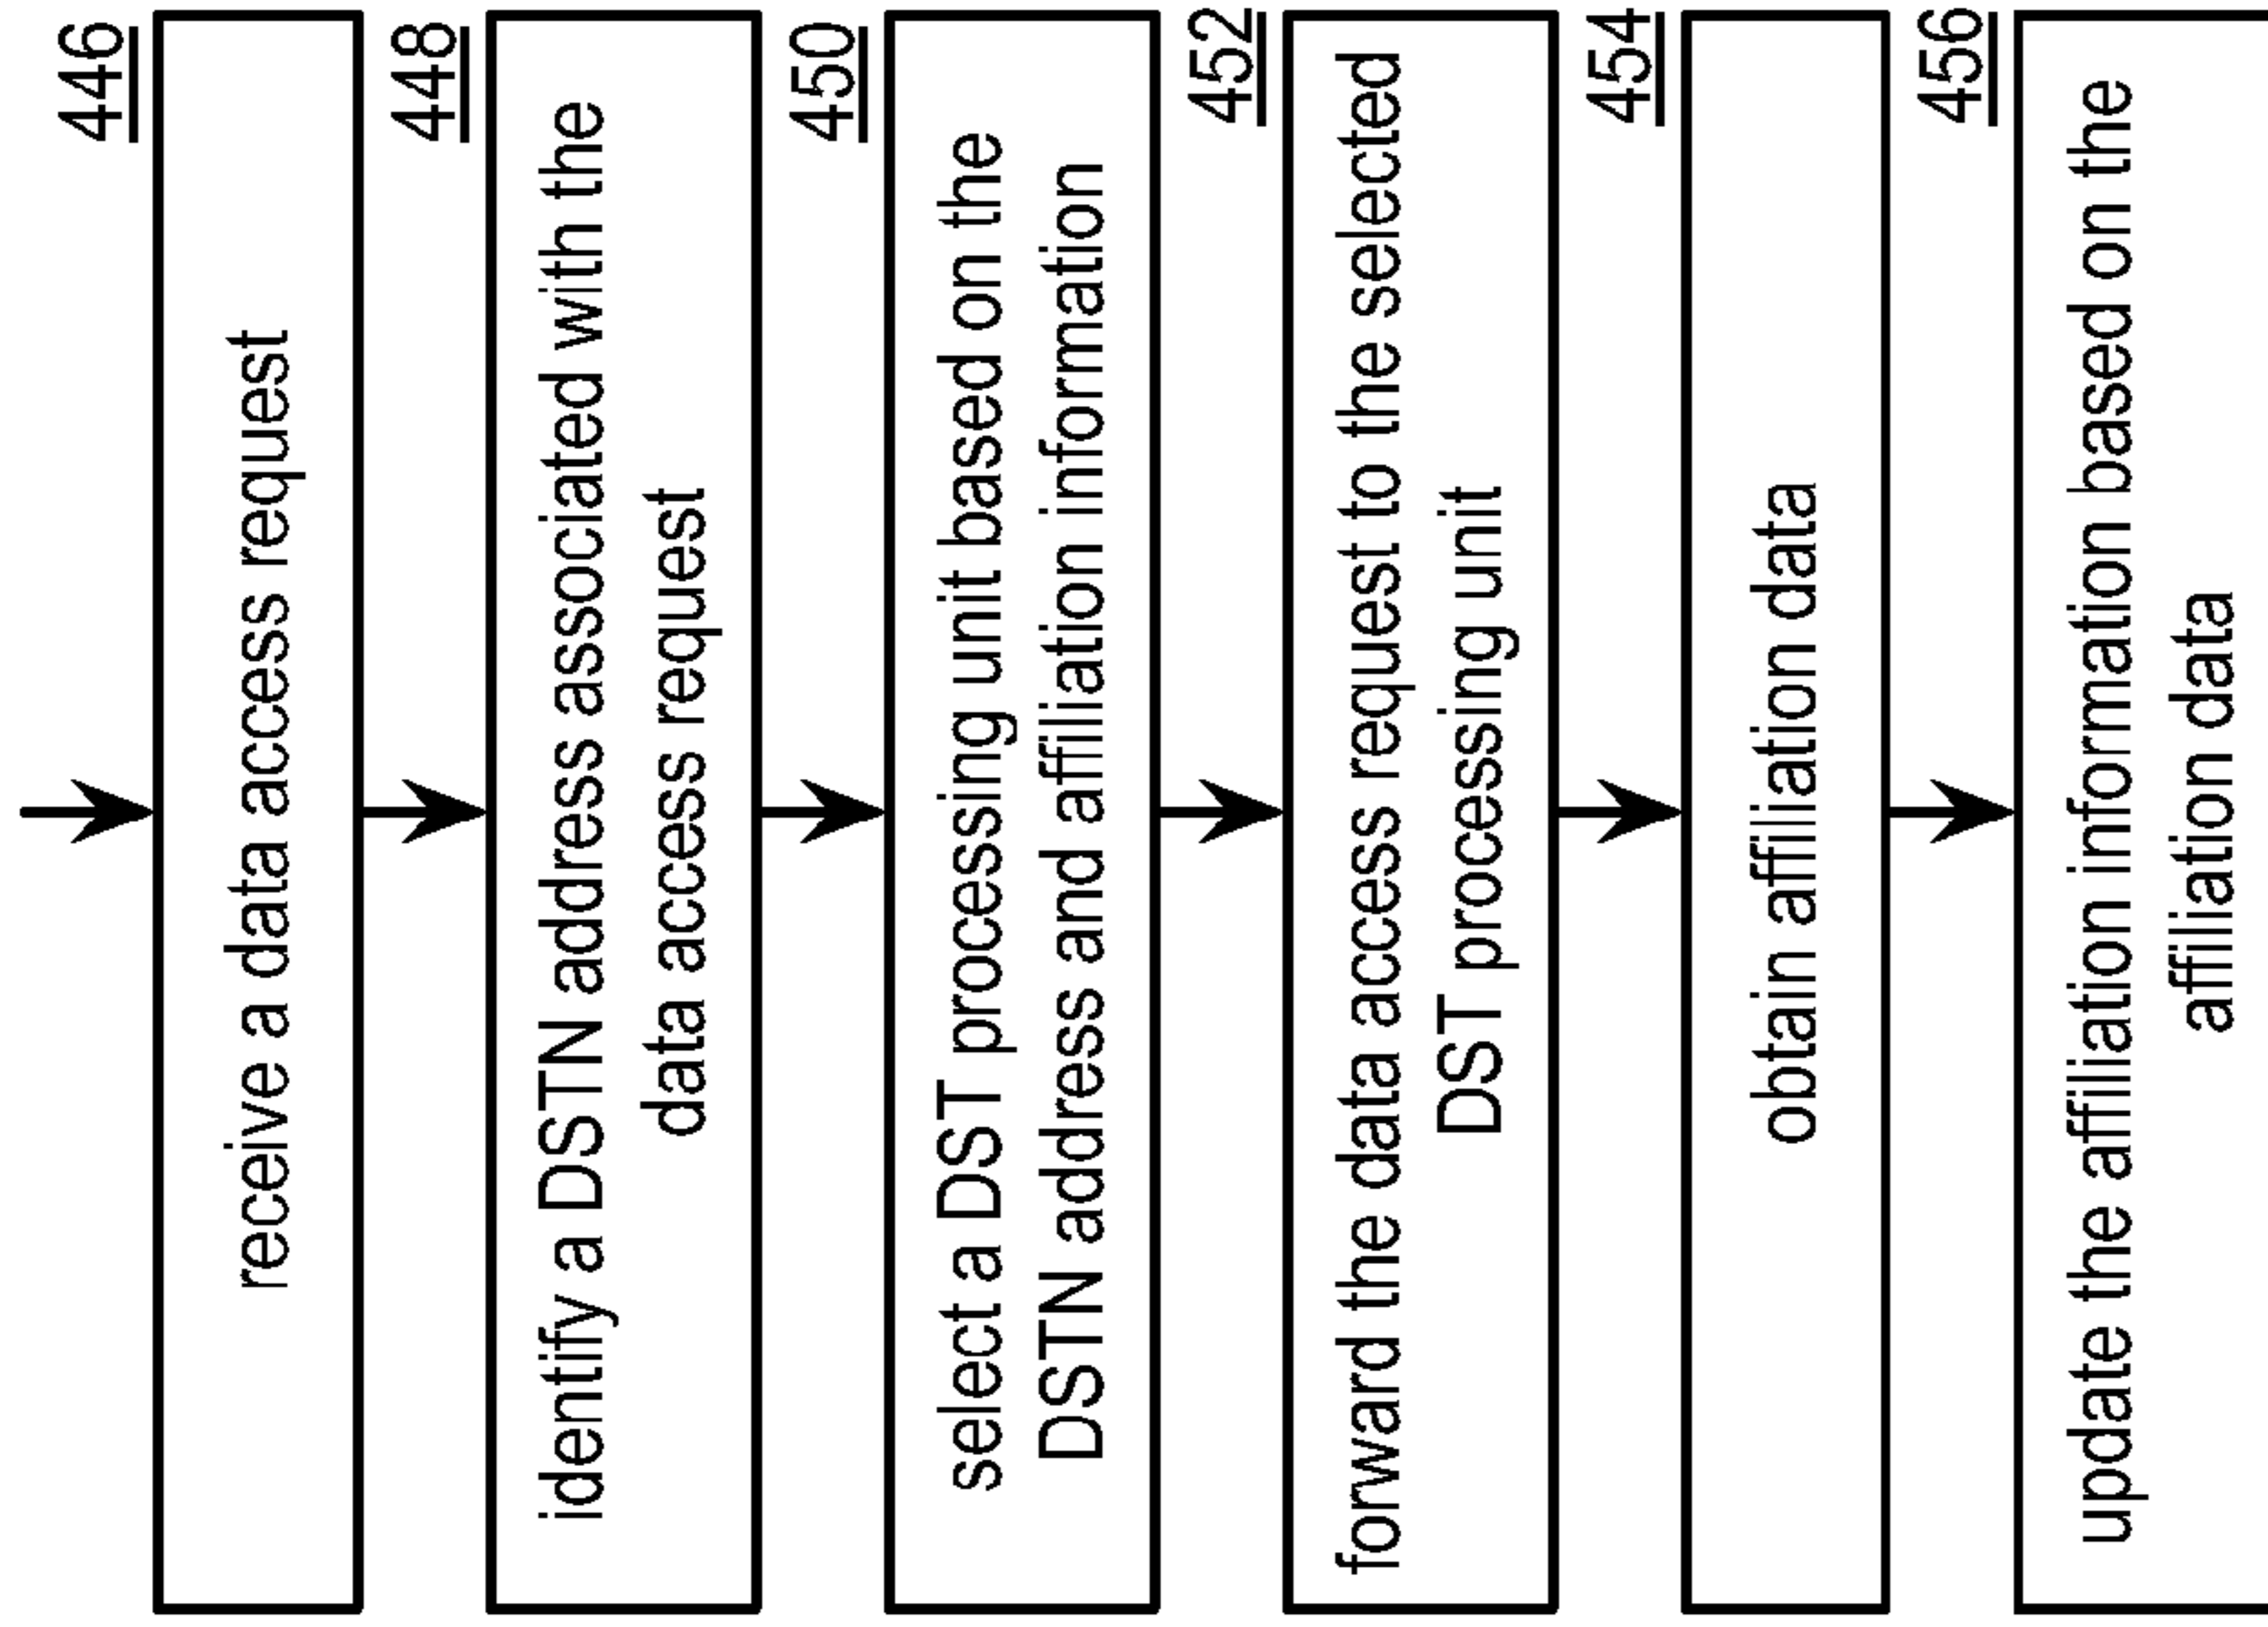 446
receive a data access request
448
identify a DSTN address associated with the
data access request
450
select a DST processing unit based on the
DSTN address and affiliation information
452
forward the data access request to the selected
DST processing unit
454
obtain affiliation data
456
update the affiliation information based on the
affiliation data